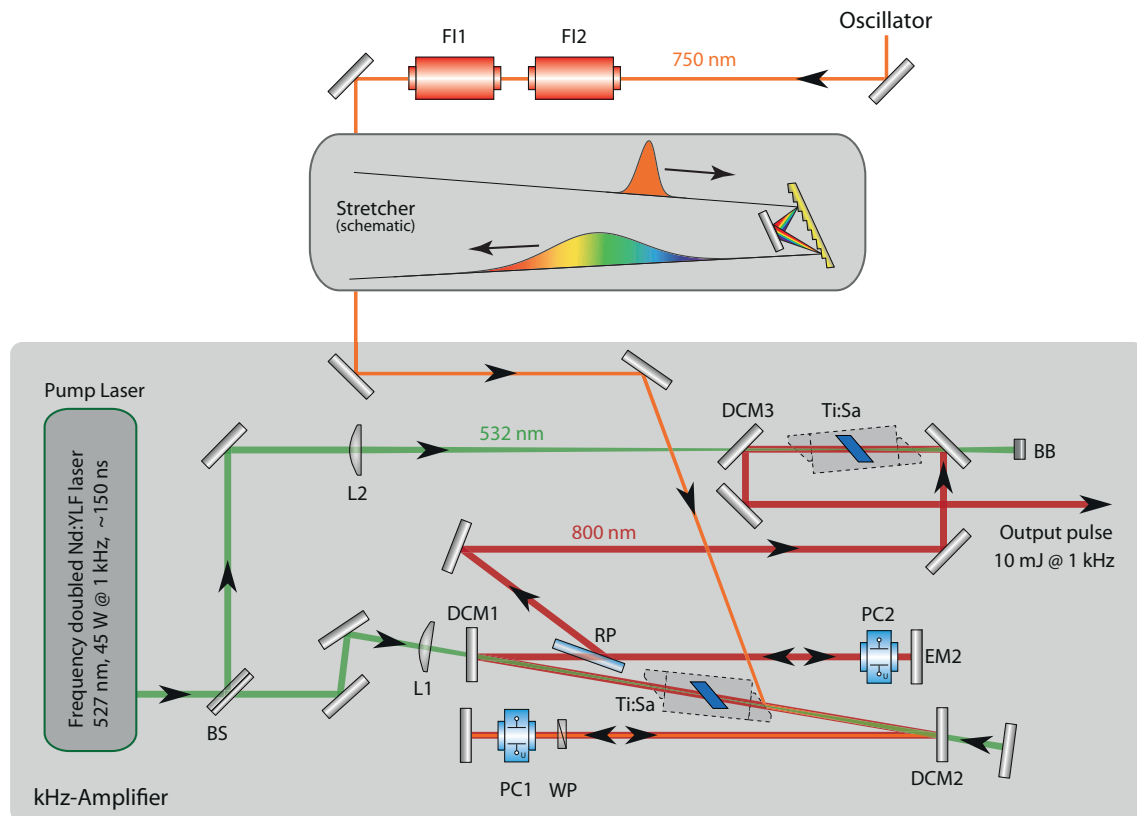 Oscillator
FI1
FI2
750 nm
Stretcher
(schematic)
Pump Laser
Frequency doubled Nd:YLF laser
527 nm, 45 W @ 1 kHz, ~150 ns
DCM3
Ti:Sa
532 nm
L2
BB
800 nm
Output pulse
10 mJ @ 1 kHz
DCM1
RP
PC2
U
EM2
L1
Ti:Sa
BS
U
PC1
WP
DCM2
kHz-Amplifier